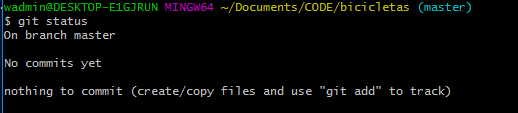 wadmin@DESKTOP-E1GJRUN MINGW64 ~/Documents/CODE/bicicletas (master)
$ git status
On branch master
No commits yet
nothing to commit (create/copy files and use "git add" to track)